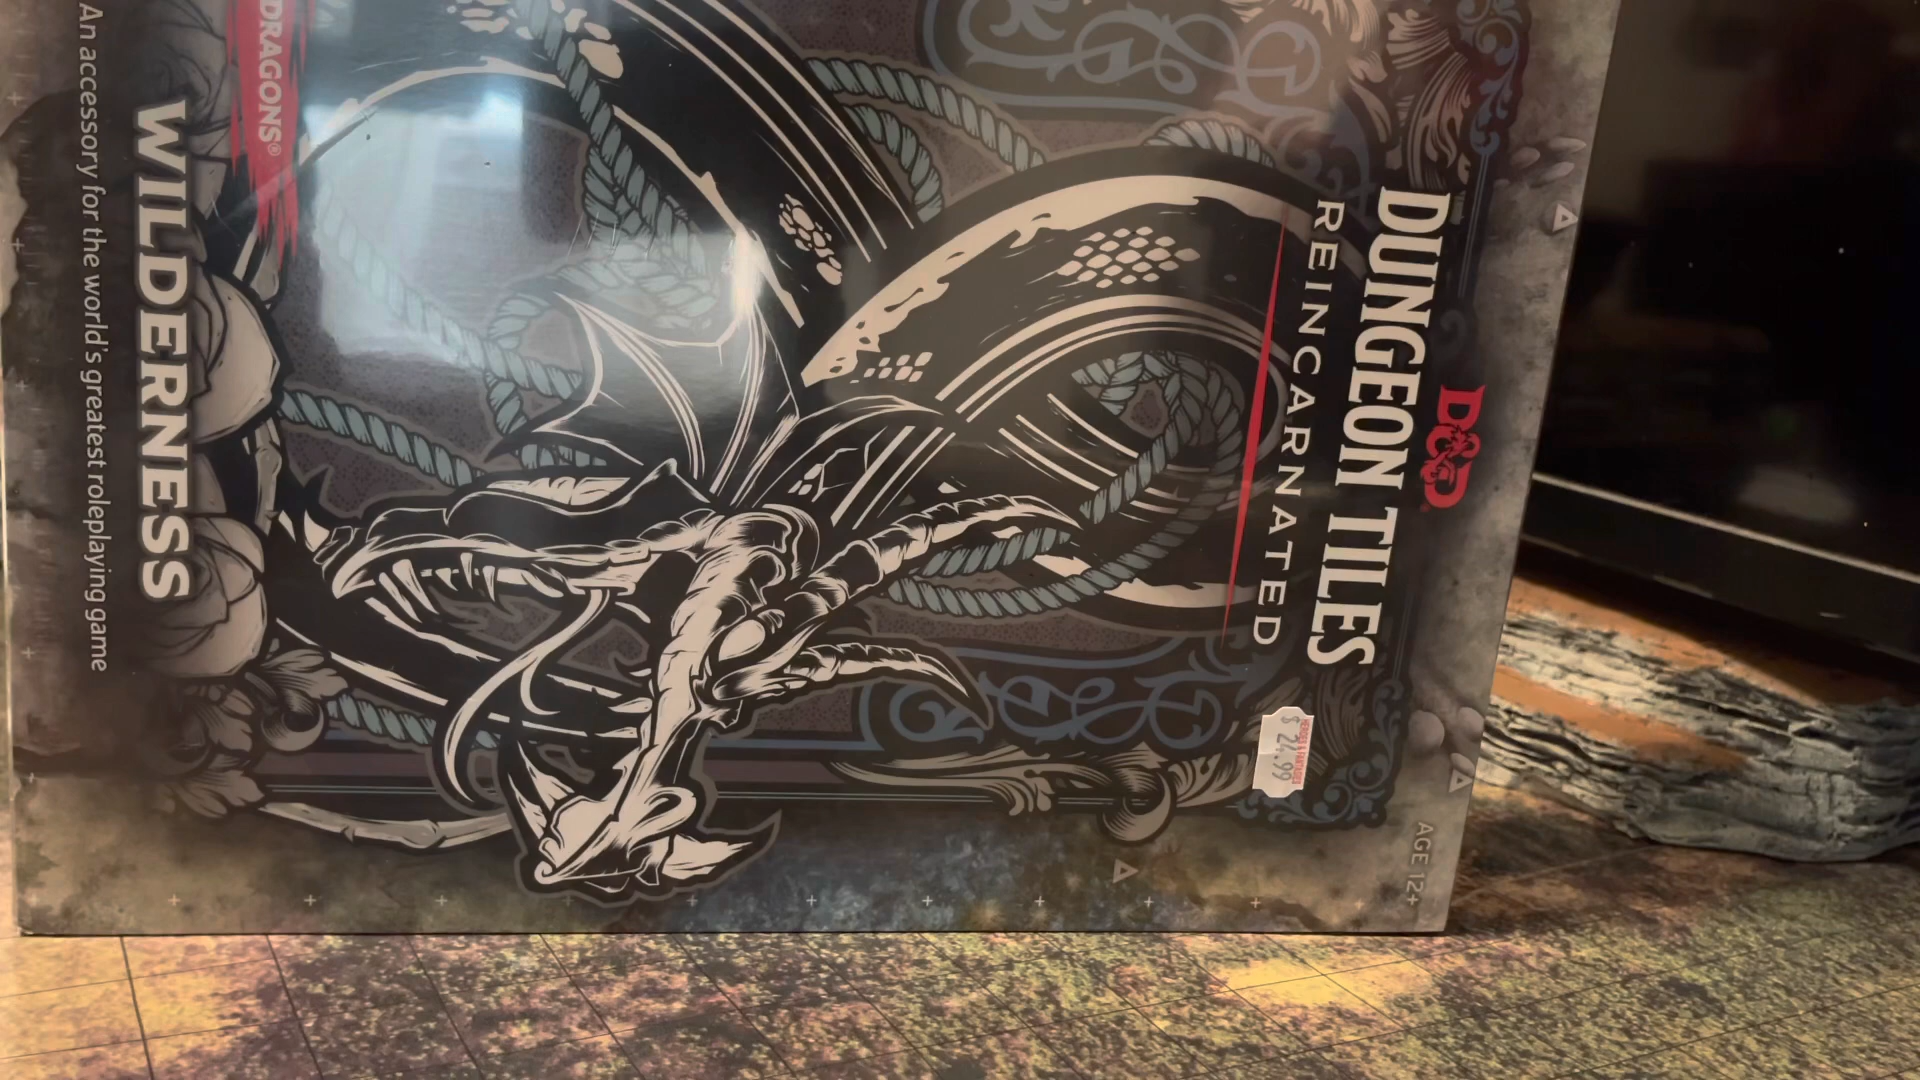 D&D
DUNGEON TILES
REINCARNATED
AGE 12+
$ 24.99
DRAGONS®
WILDERNESS
An accessory for the world's greatest roleplaying game